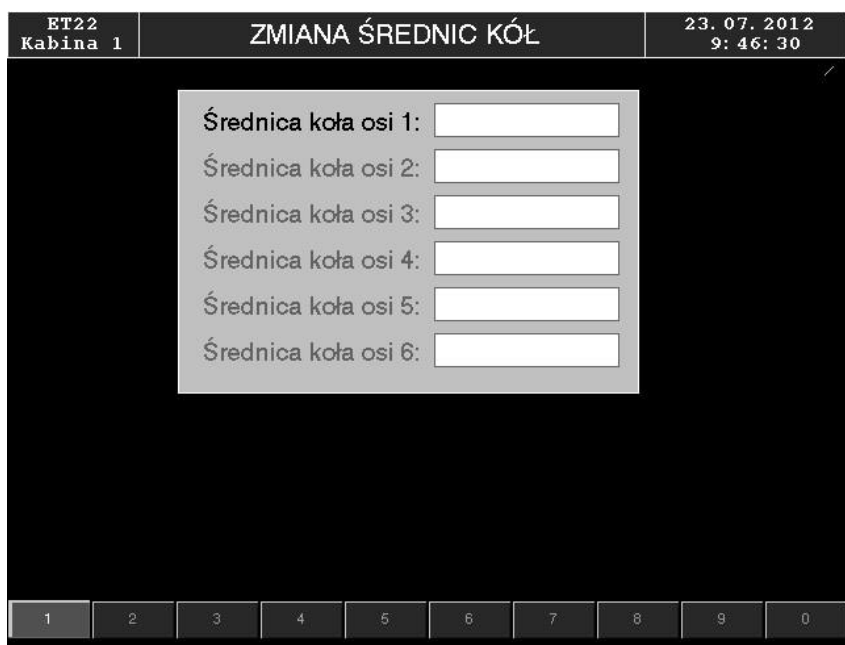 ET22
Kabina 1
ZMIANA ŚREDNIC KÓŁ
23. 07. 2012
9: 46: 30
Średnica koła osi 1:
Średnica koła osi 2:
Średnica koła osi 3:
Średnica koła osi 4:
Średnica koła osi 5:
Średnica koła osi 6:
1 2 3 4 5 6 7 8 9 0